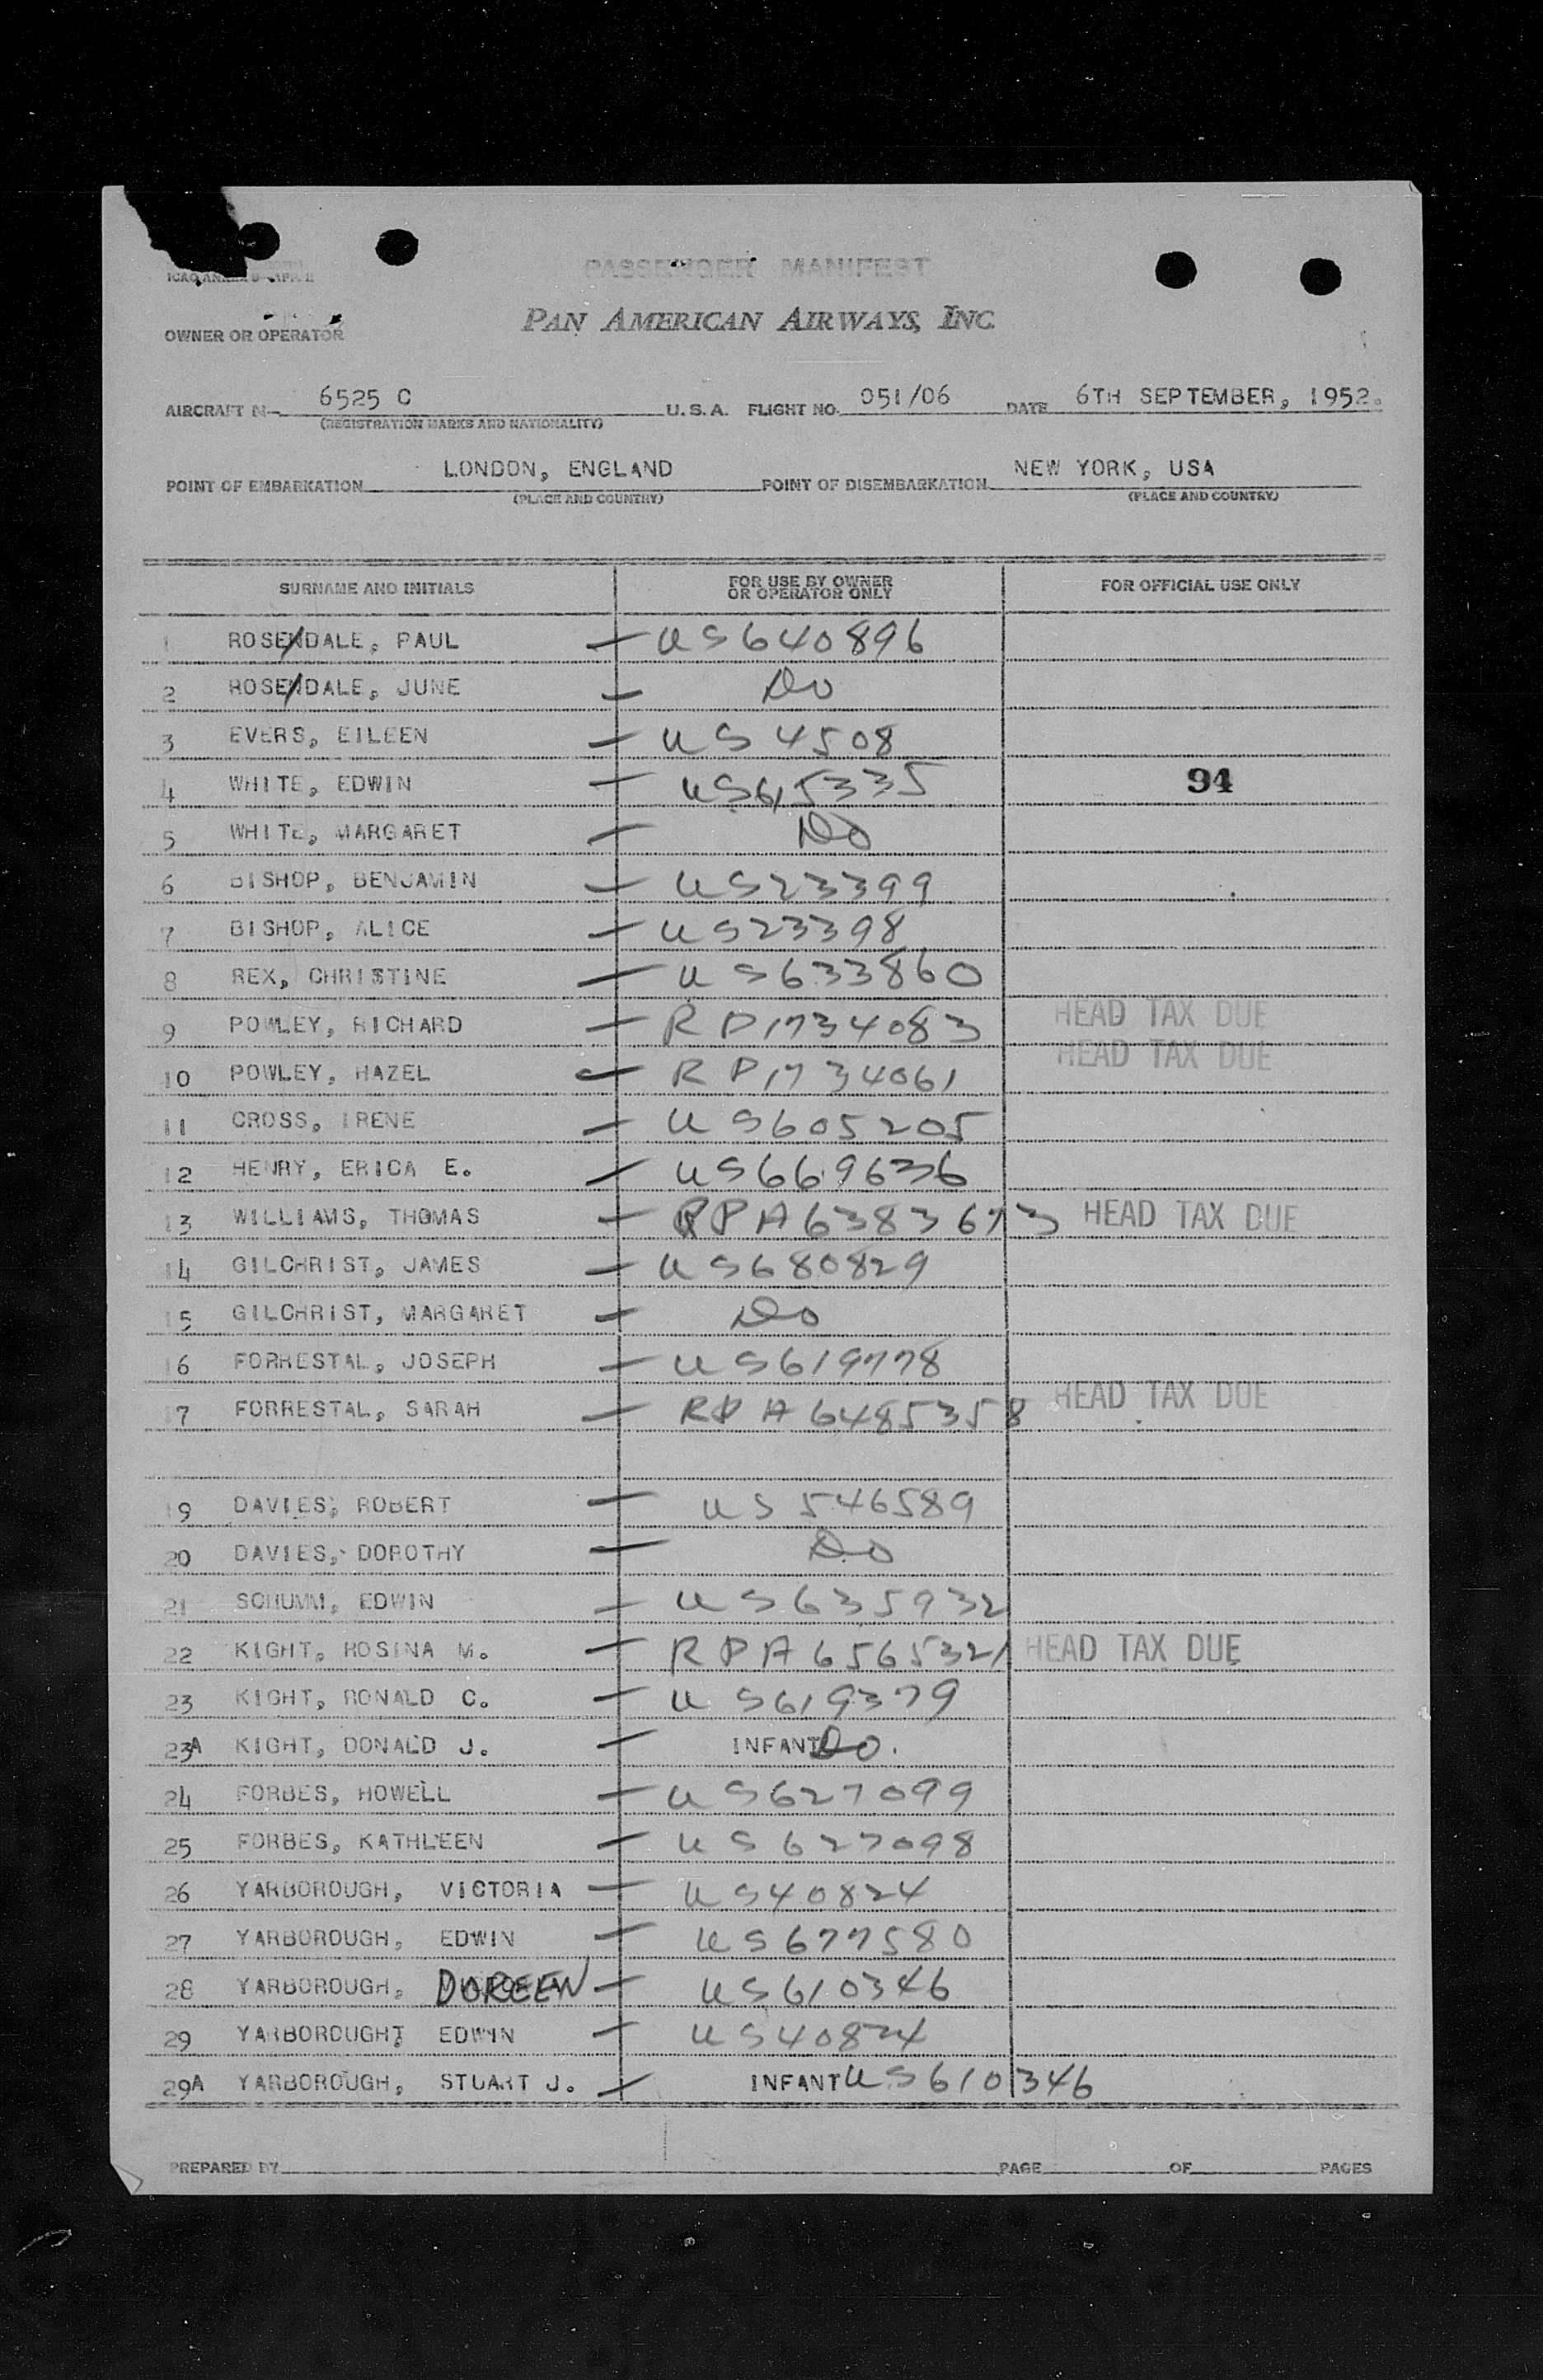 PASSENGER MANIFEST
OWNER OR OPERATOR PAN AMERICAN AIRWAYS, INC.
AIRCRAFT N- 6525 C U.S.A. FLIGHT NO. 051/06 DATE 6TH SEPTEMBER, 1952.
(REGISTRATION MARKS AND NATIONALITY)
POINT OF EMBARKATION LONDON, ENGLAND POINT OF DISEMBARKATION NEW YORK, USA
(PLACE AND COUNTRY) (PLACE AND COUNTRY)
SURNAME AND INITIALS FOR USE BY OWNER OR OPERATOR ONLY FOR OFFICIAL USE ONLY
1 ROSENDALE, PAUL — US640896
2 ROSENDALE, JUNE — Do
3 EVERS, EILEEN — US 4508
4 WHITE, EDWIN — US615335 94
5 WHITE, MARGARET — DO
6 BISHOP, BENJAMIN — US23399
7 BISHOP, ALICE — US23398
8 REX, CHRISTINE — US633860
9 POWLEY, RICHARD — RP1734083 HEAD TAX DUE
10 POWLEY, HAZEL — RP1734061 HEAD TAX DUE
11 CROSS, IRENE — US605205
12 HENRY, ERICA E. — US669636
13 WILLIAMS, THOMAS — RPA6383673 HEAD TAX DUE
14 GILCHRIST, JAMES — US680829
15 GILCHRIST, MARGARET — Do
16 FORRESTAL, JOSEPH — US619778
17 FORRESTAL, SARAH — RPA6485358 HEAD TAX DUE
19 DAVIES, ROBERT — US 546589
20 DAVIES, DOROTHY — Do
21 SCHUMM, EDWIN — US635932
22 KIGHT, ROSINA M. — RPA6565321 HEAD TAX DUE
23 KIGHT, RONALD C. — US619379
23A KIGHT, DONALD J. — INFANT Do.
24 FORBES, HOWELL — US627099
25 FORBES, KATHLEEN — US627098
26 YARBOROUGH, VICTORIA — US40824
27 YARBOROUGH, EDWIN — US677580
28 YARBOROUGH, DOREEN — US610346
29 YARBOROUGH, EDWIN — US40824
29A YARBOROUGH, STUART J. — INFANT US610346
PREPARED BY PAGE OF PAGES